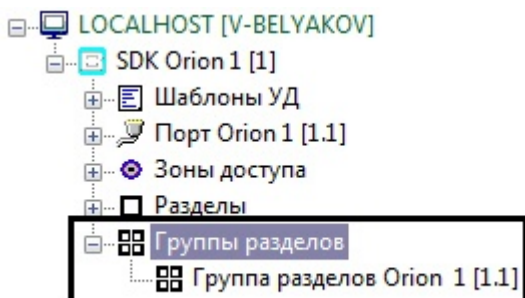 LOCALHOST [V-BELYAKOV]
SDK Orion 1 [1]
Шаблоны УД
Порт Orion 1 [1.1]
Зоны доступа
Разделы
Группы разделов
Группа разделов Orion 1 [1.1]